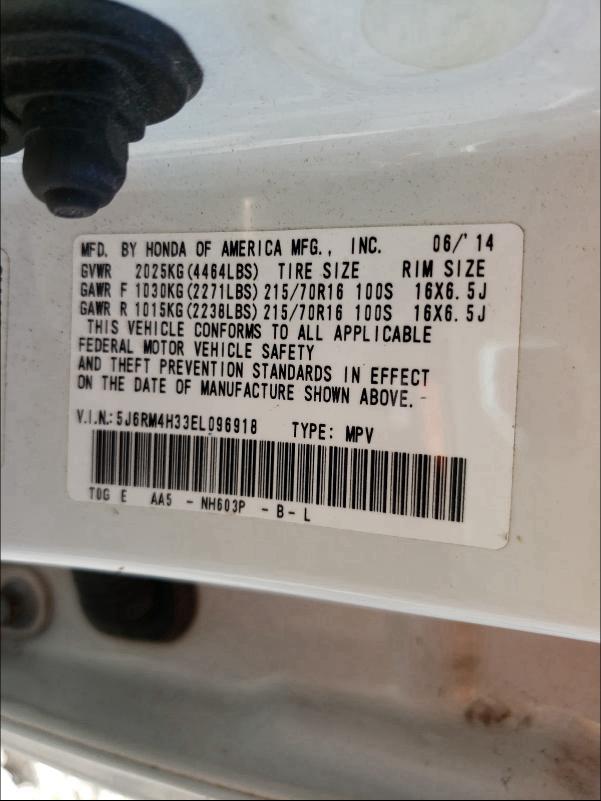 MFD. BY HONDA OF AMERICA MFG., INC. 06/'14
GVWR 2025KG(4464LBS) TIRE SIZE RIM SIZE
GAWR F 1030KG(2271LBS) 215/70R16 100S 16X6.5J
GAWR R 1015KG(2238LBS) 215/70R16 100S 16X6.5J
THIS VEHICLE CONFORMS TO ALL APPLICABLE
FEDERAL MOTOR VEHICLE SAFETY
AND THEFT PREVENTION STANDARDS IN EFFECT
ON THE DATE OF MANUFACTURE SHOWN ABOVE.
V.I.N.: 5J6RM4H33EL096918 TYPE: MPV
T0G E AA5 - NH603P - B - L